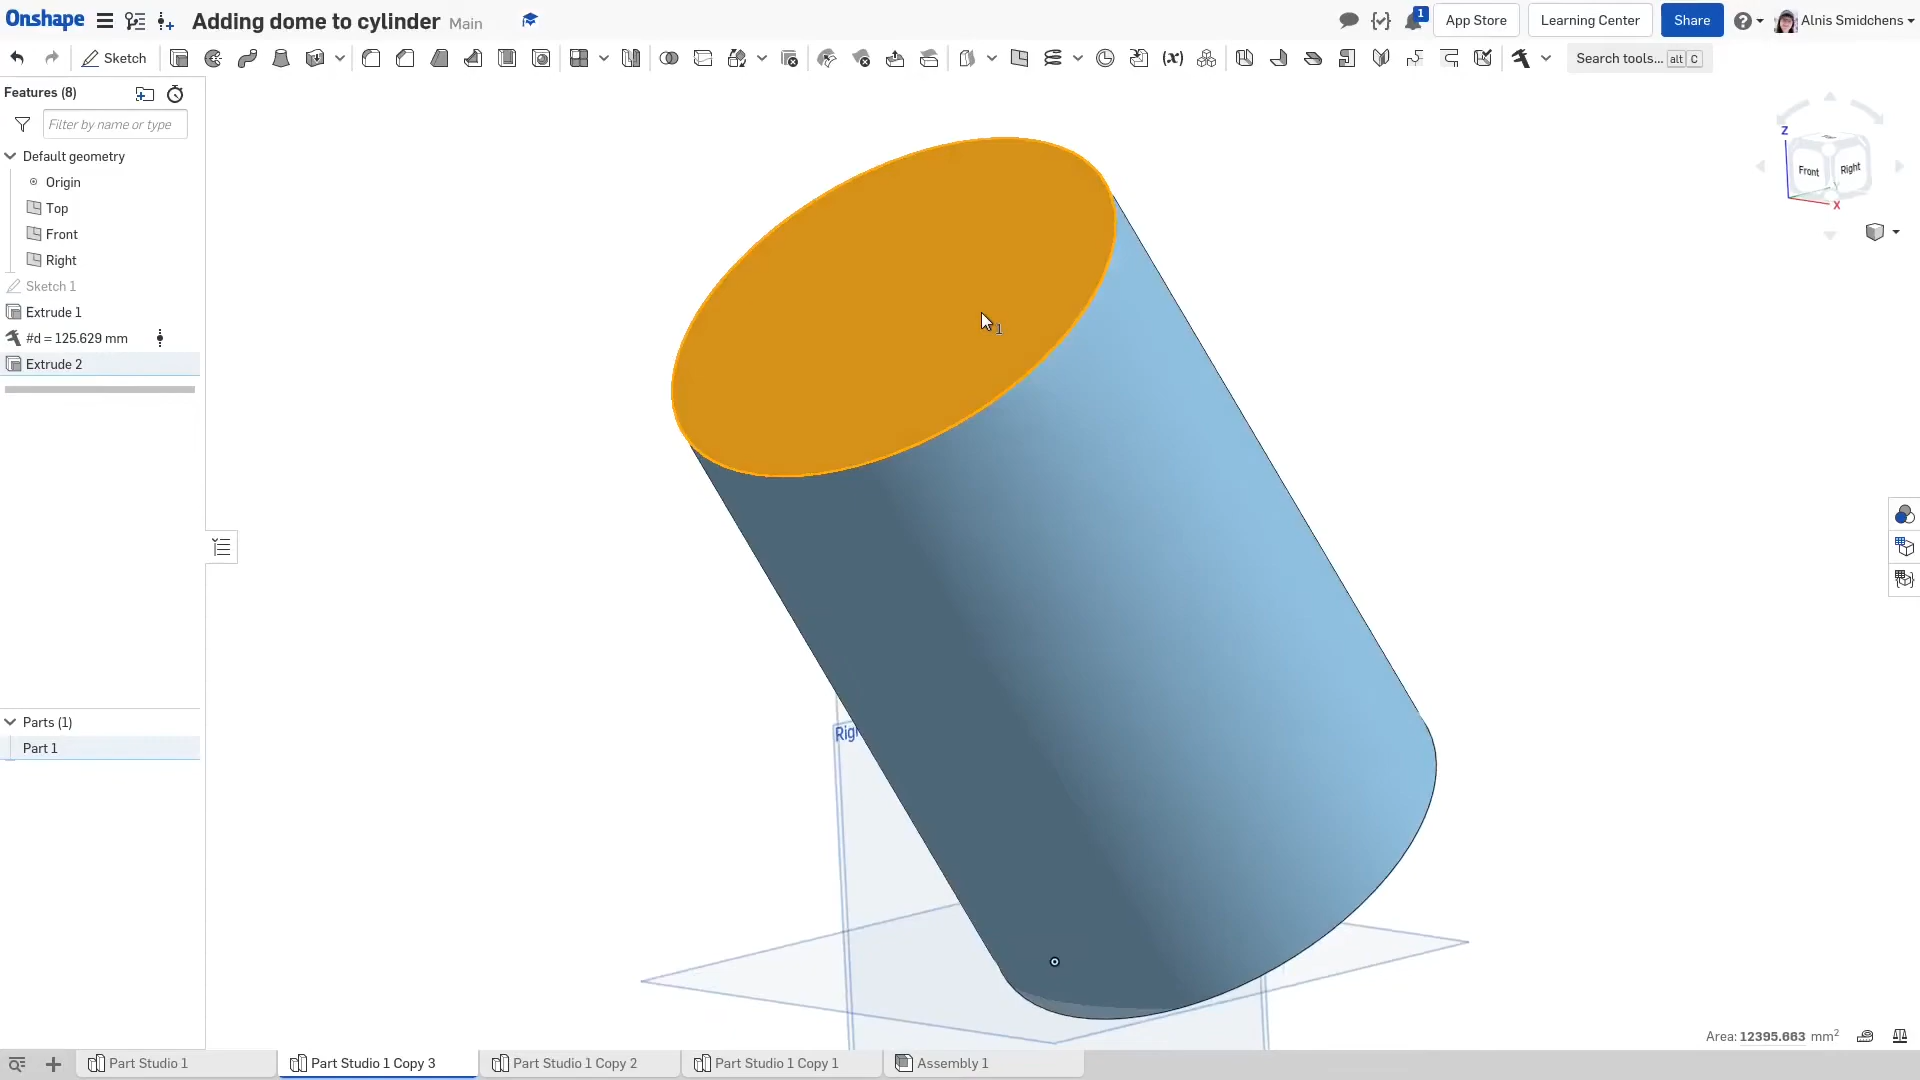 Onshape
Adding dome to cylinder Main
1
App Store
Learning Center
Share
Alnis Smidchens
Sketch
(x)
Search tools... alt C
Features (8)
Filter by name or type
Default geometry
Origin
Top
Front
Right
Sketch 1
Extrude 1
#d = 125.629 mm
Extrude 2
Parts (1)
Part 1
Z
Front
Right
X
1
Righ
Area: 12395.663 mm²
Part Studio 1
Part Studio 1 Copy 3
Part Studio 1 Copy 2
Part Studio 1 Copy 1
Assembly 1